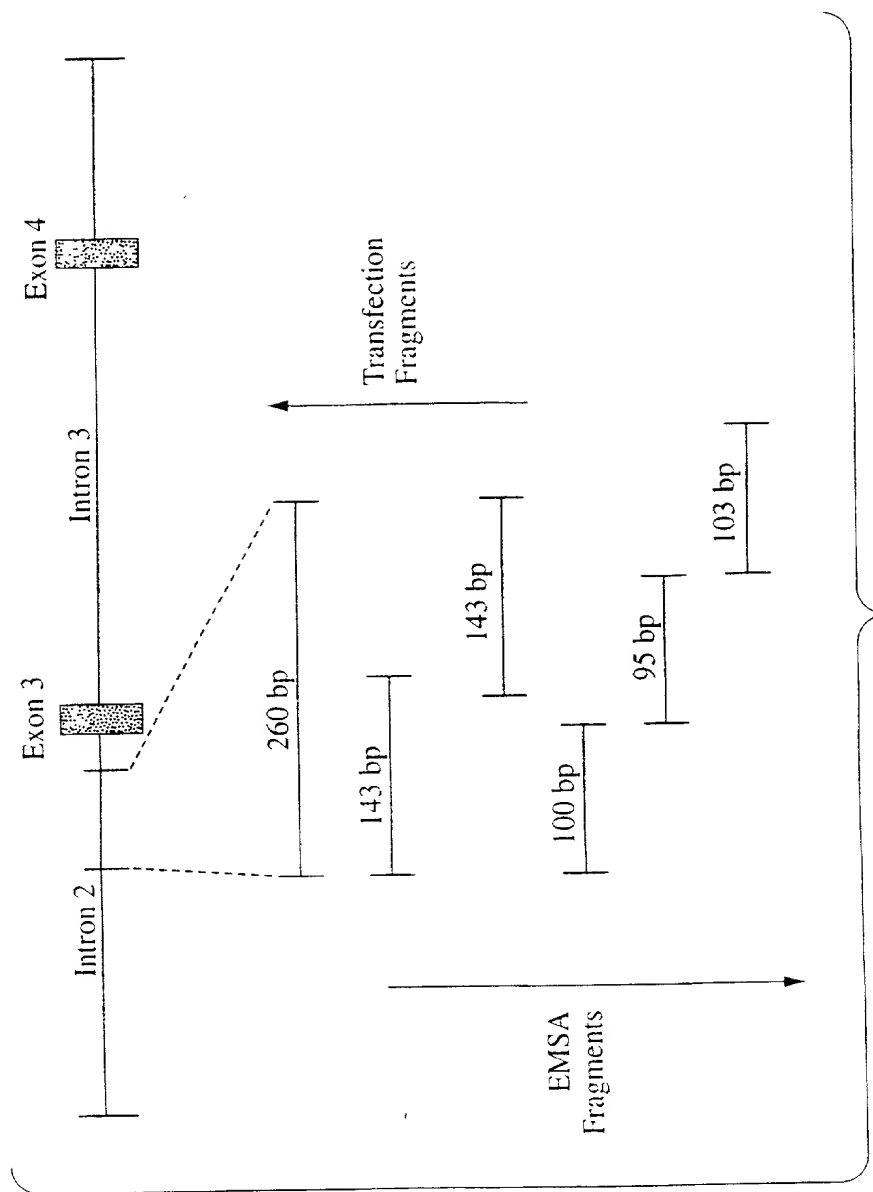 Exon 4
Intron 3
Exon 3
Intron 2
Transfection
Fragments
260 bp
143 bp
143 bp
100 bp
95 bp
103 bp
EMSA
Fragments